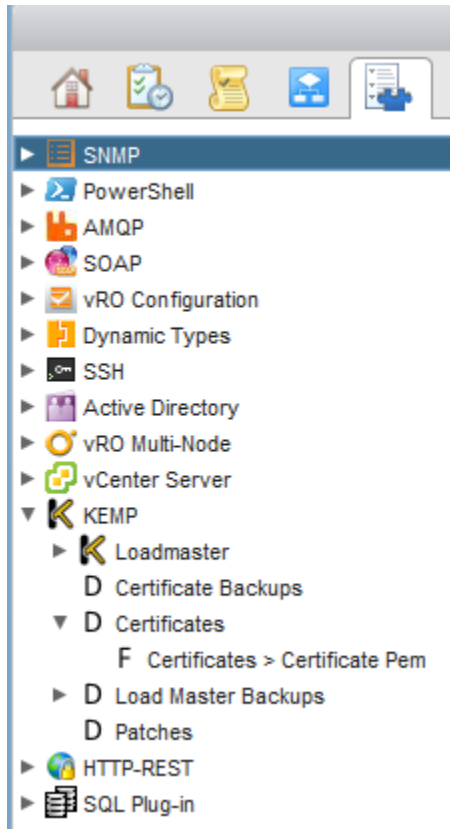 SNMP
PowerShell
AMQP
SOAP
vRO Configuration
Dynamic Types
SSH
Active Directory
vRO Multi-Node
vCenter Server
KEMP
Loadmaster
D Certificate Backups
D Certificates
F Certificates > Certificate Pem
D Load Master Backups
D Patches
HTTP-REST
SQL Plug-in